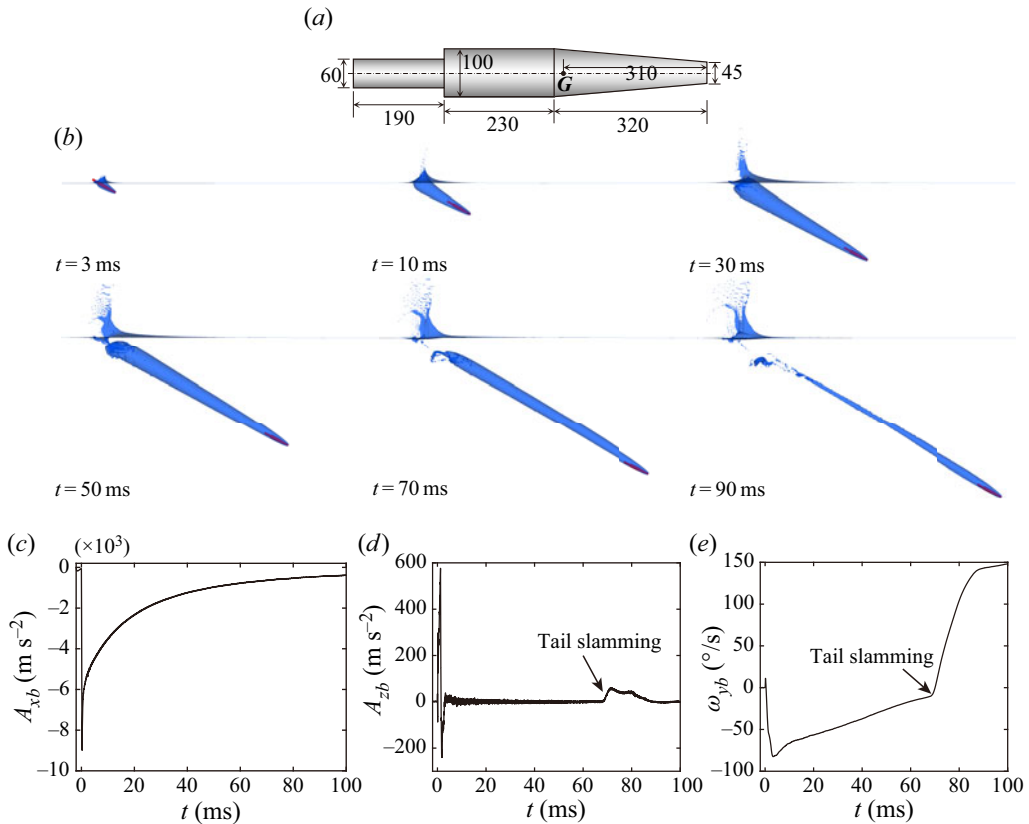 (a)
60
100
G
310
45
190
230
320
(b)
t = 3 ms
t = 10 ms
t = 30 ms
t = 50 ms
t = 70 ms
t = 90 ms
(c)
(×10³)
0
−2
−4
−6
−8
−10
A_xb (m s⁻²)
0 20 40 60 80 100
t (ms)
(d)
600
400
200
0
−200
A_zb (m s⁻²)
Tail slamming
0 20 40 60 80 100
t (ms)
(e)
150
100
50
0
−50
−100
ω_yb (°/s)
Tail slamming
0 20 40 60 80 100
t (ms)